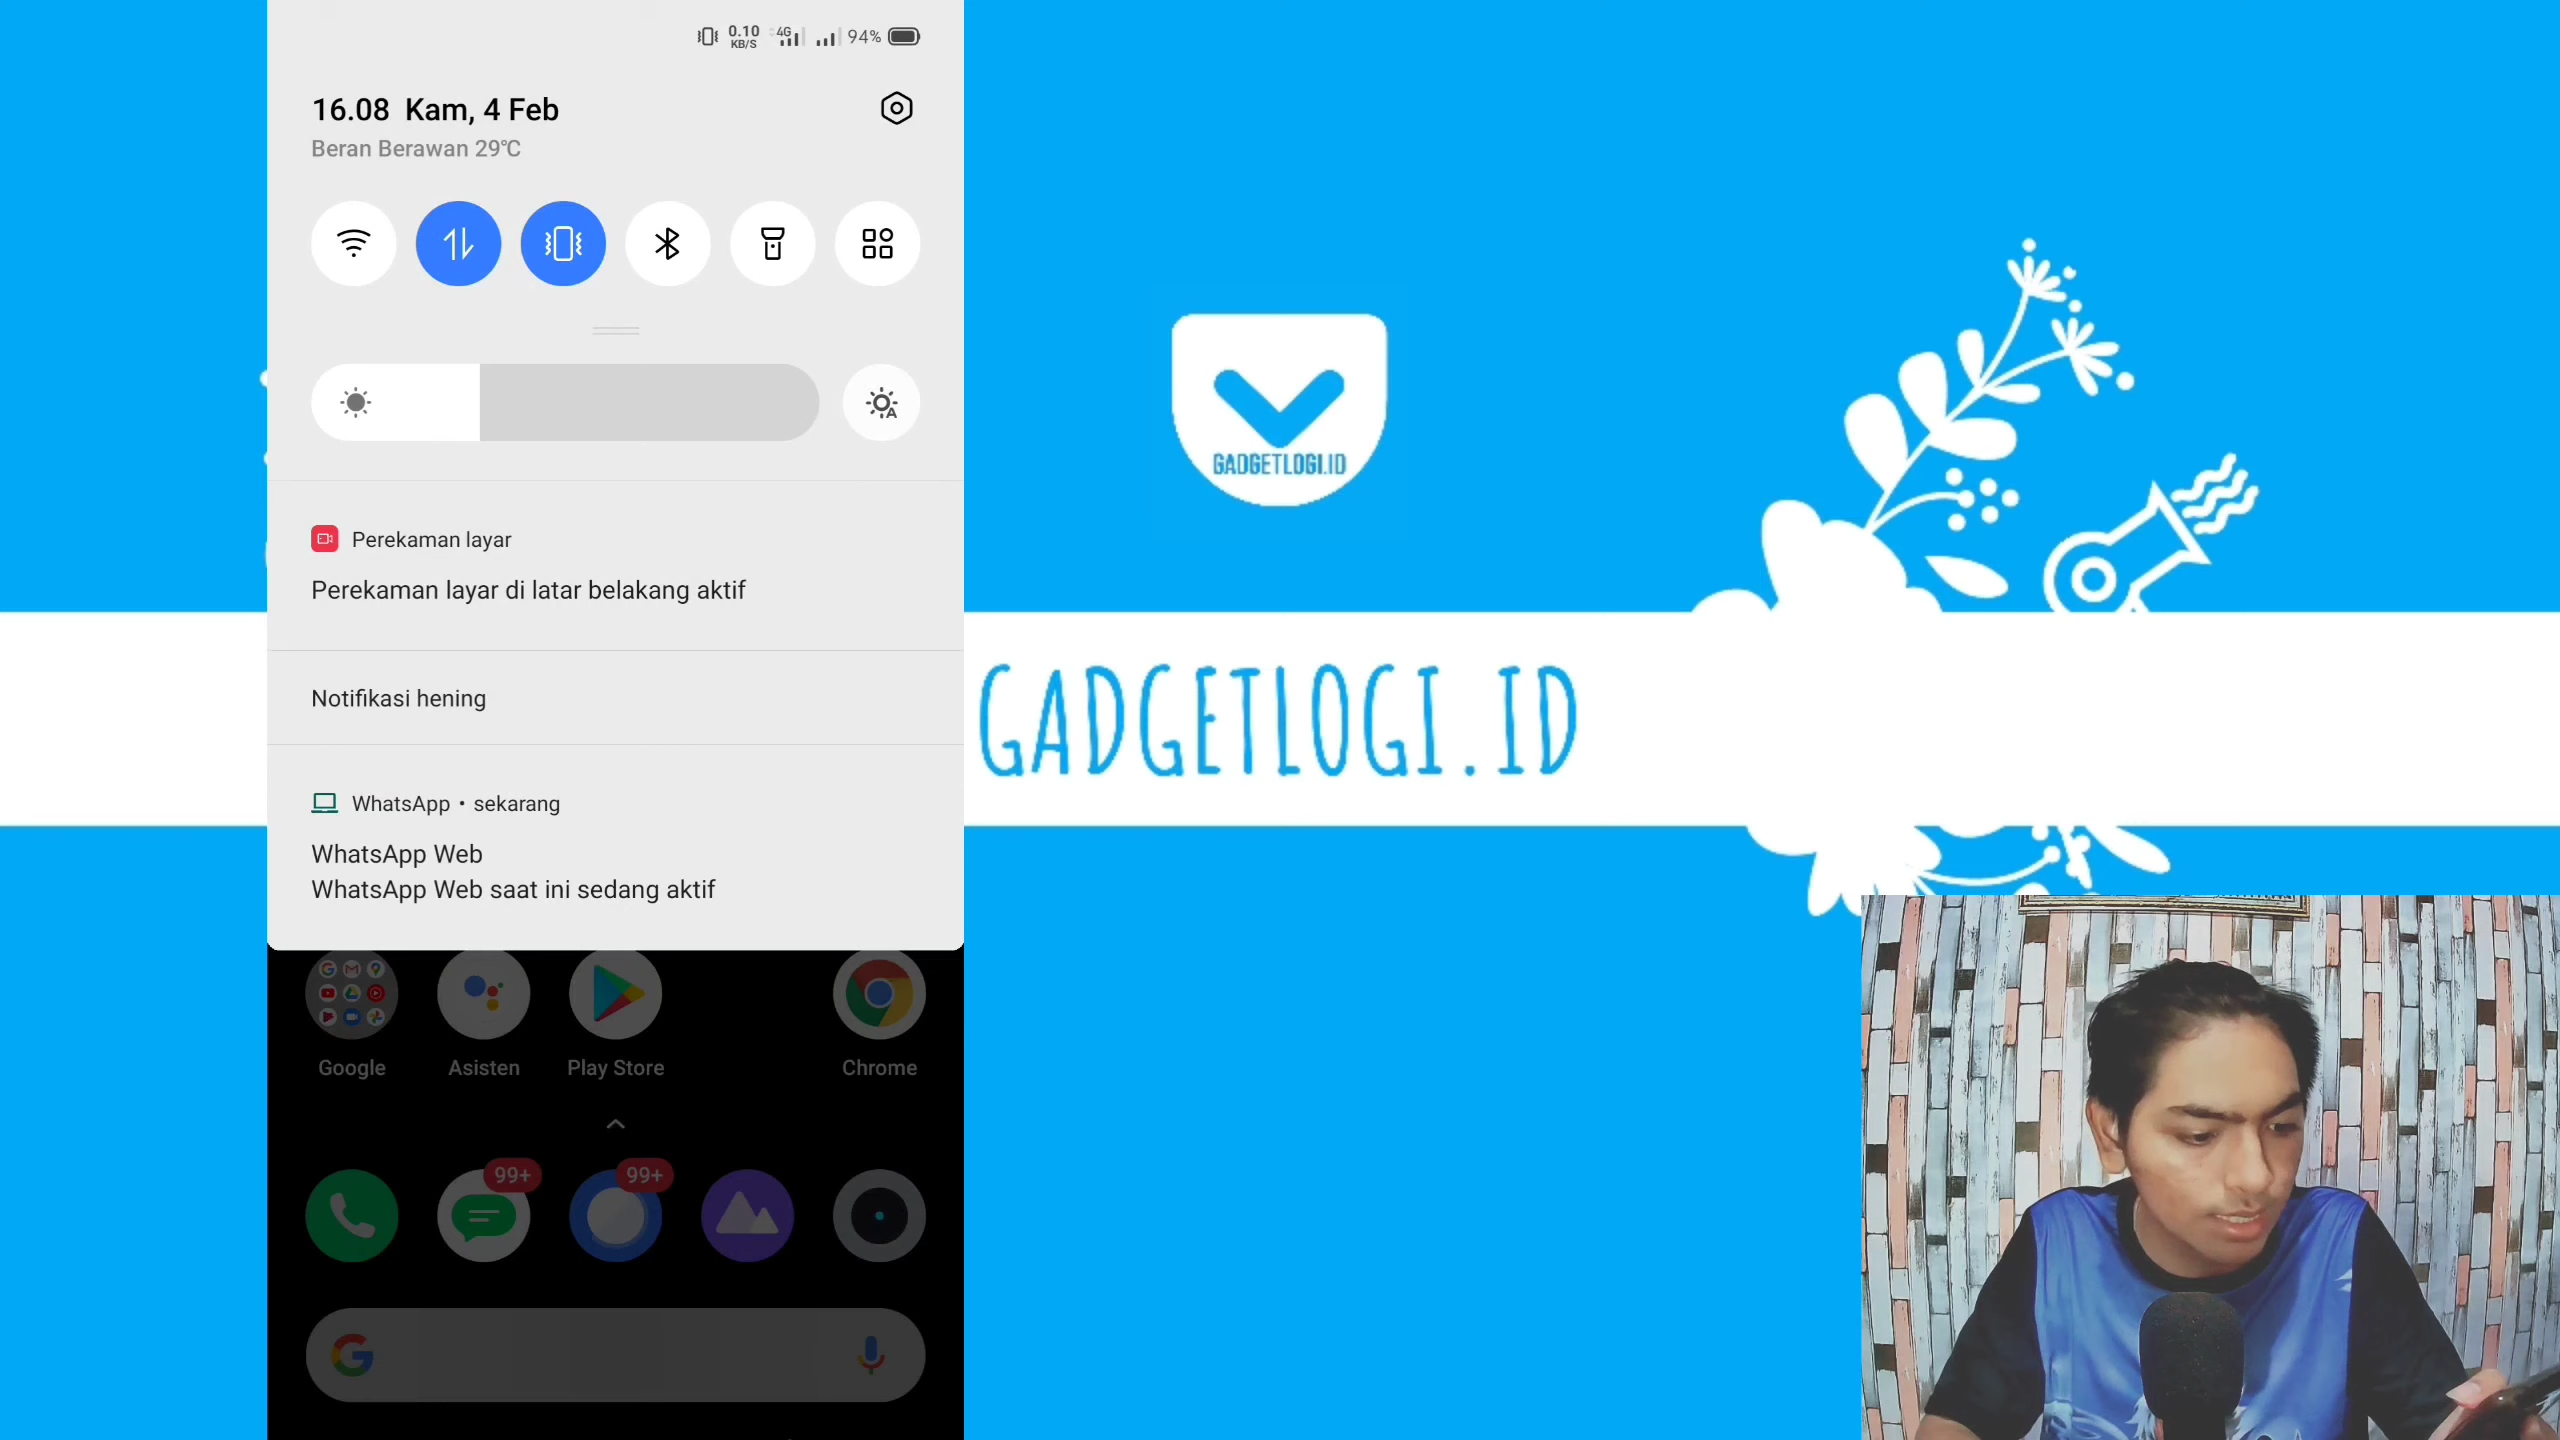 0.10
KB/S
4G
94%
16.08 Kam, 4 Feb
Beran Berawan 29℃
A
GADGETLOGI.ID
Perekaman layar
Perekaman layar di latar belakang aktif
Notifikasi hening
GADGETLOGI.ID
WhatsApp • sekarang
WhatsApp Web
WhatsApp Web saat ini sedang aktif
Google
Asisten
Play Store
Chrome
99+
99+